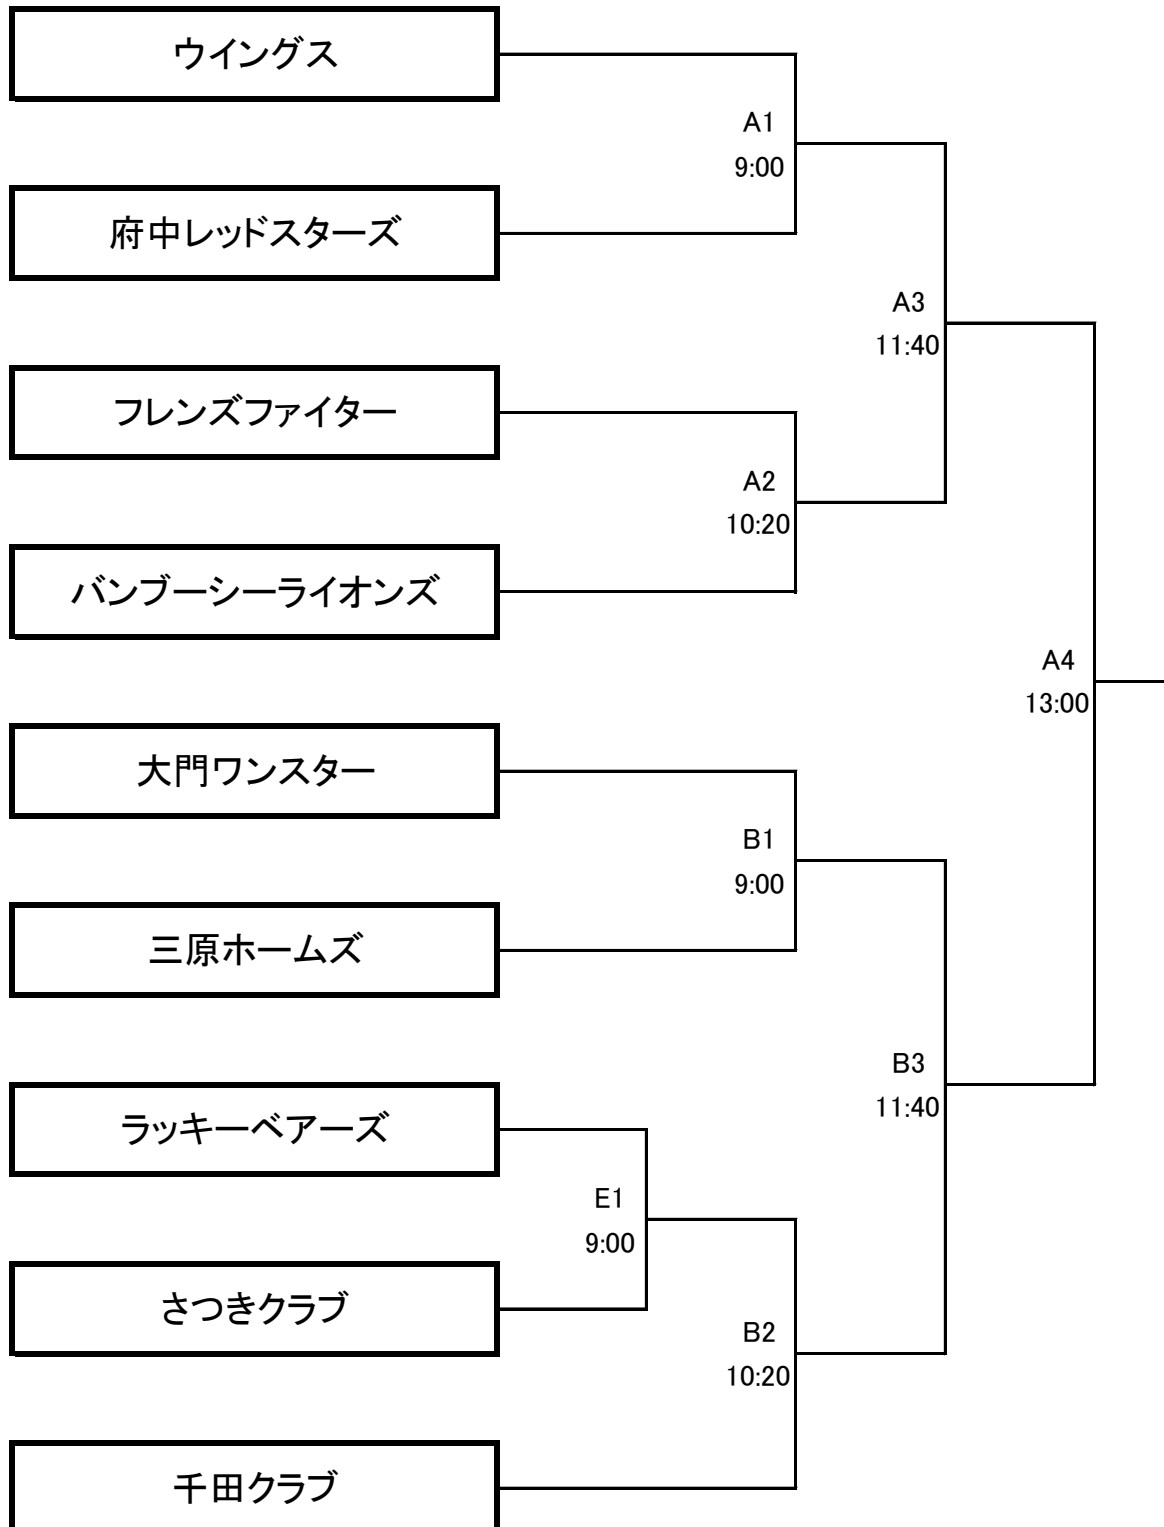 ウイングス
A1
9:00
府中レッドスターズ
A3
11:40
フレンズファイター
A2
10:20
バンブーシーライオンズ
A4
13:00
大門ワンスター
B1
9:00
三原ホームズ
B3
11:40
ラッキーベアーズ
E1
9:00
さつきクラブ
B2
10:20
千田クラブ